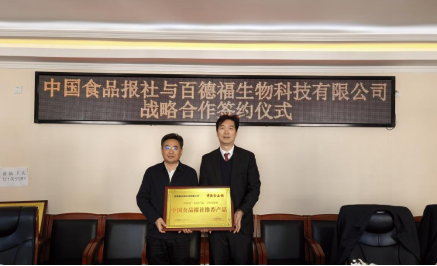 中国食品报社与百德福生物科技有限公司
战略合作签约仪式
中国食品报社推荐产品